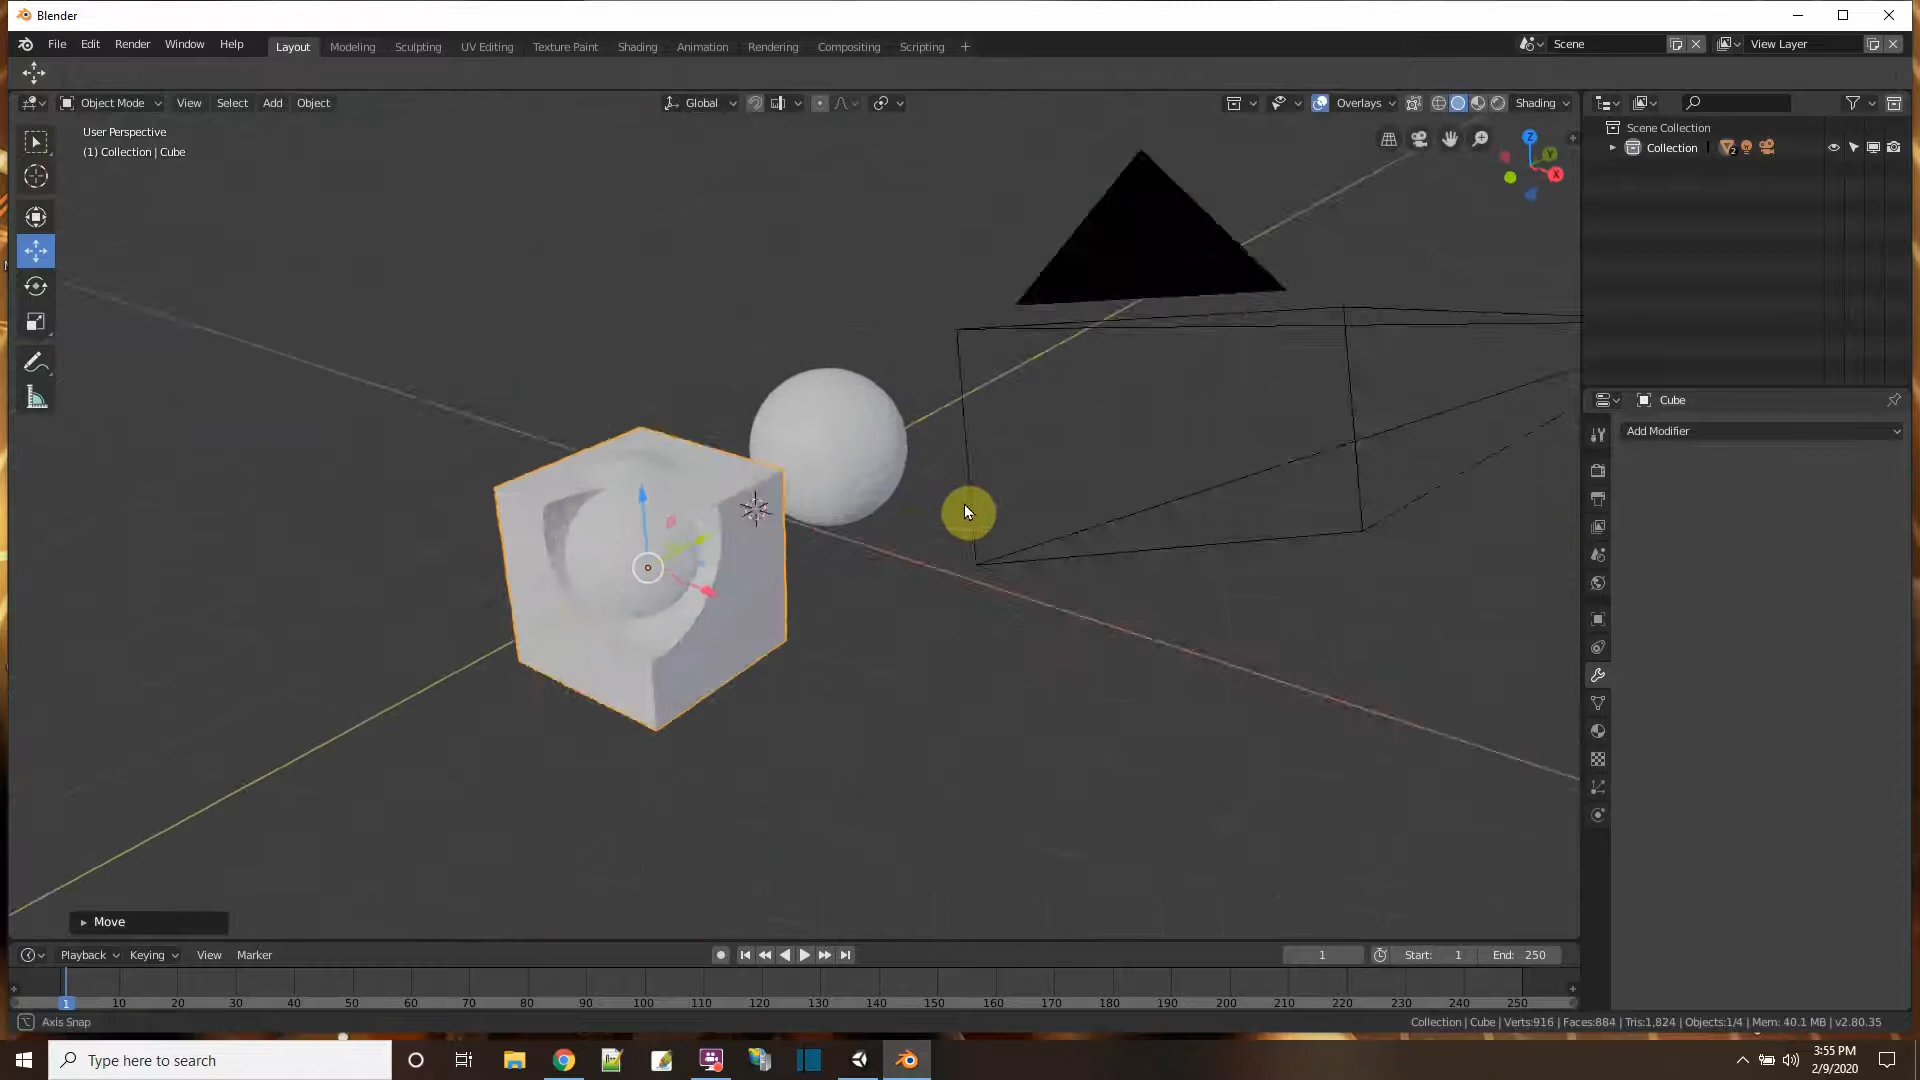 Blender
File Edit Render Window Help Layout Modeling Sculpting UV Editing Texture Paint Shading Animation Rendering Compositing Scripting + Scene View Layer
Object Mode View Select Add Object Global Overlays Shading
User Perspective
(1) Collection | Cube
Z
Y
X
Scene Collection
Collection 2
Cube
Add Modifier
Move
Playback Keying View Marker 1 Start: 1 End: 250
1 10 20 30 40 50 60 70 80 90 100 110 120 130 140 150 160 170 180 190 200 210 220 230 240 250
Axis Snap Collection | Cube | Verts:916 | Faces:884 | Tris:1,824 | Objects:1/4 | Mem: 40.1 MB | v2.80.35
Type here to search
3:55 PM
2/9/2020